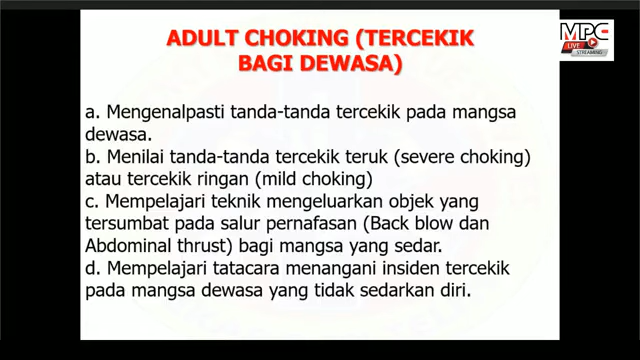 ADULT CHOKING (TERCEKIK
BAGI DEWASA)
MPC
LIVE
STREAMING
a. Mengenalpasti tanda-tanda tercekik pada mangsa
dewasa.
b. Menilai tanda-tanda tercekik teruk (severe choking)
atau tercekik ringan (mild choking)
c. Mempelajari teknik mengeluarkan objek yang
tersumbat pada salur pernafasan (Back blow dan
Abdominal thrust) bagi mangsa yang sedar.
d. Mempelajari tatacara menangani insiden tercekik
pada mangsa dewasa yang tidak sedarkan diri.